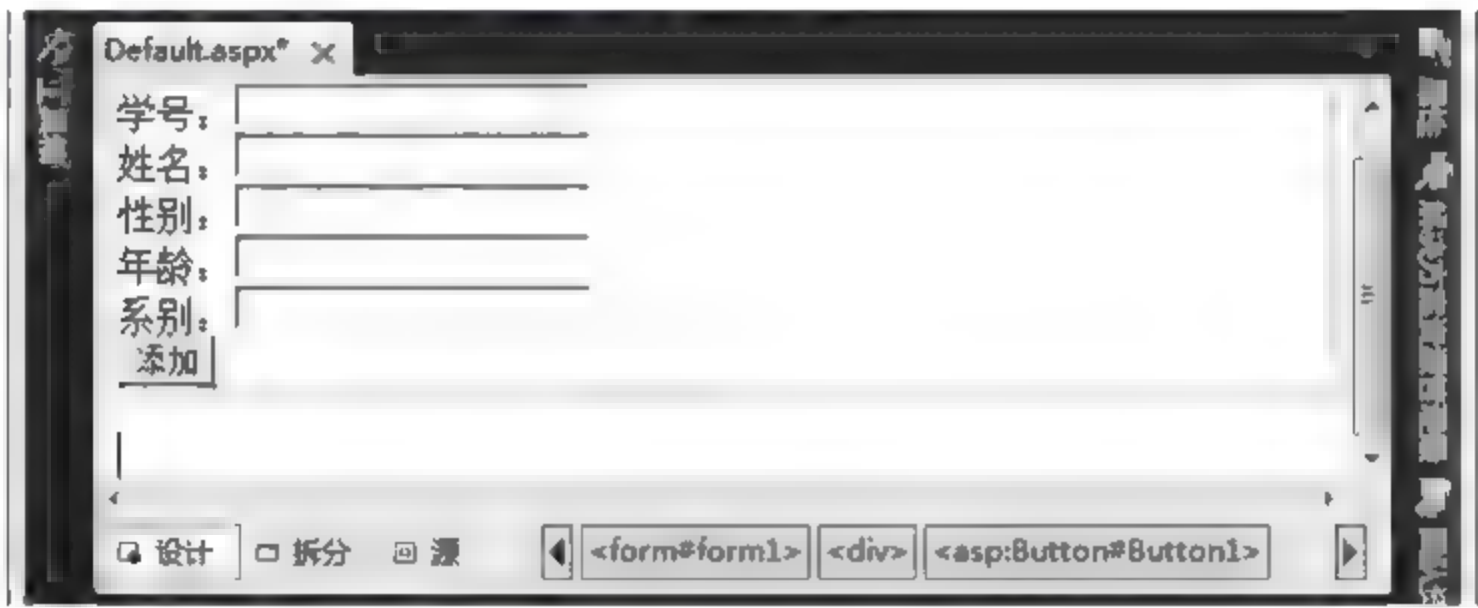 Default.aspx*
学号：
姓名：
性别：
年龄：
系别：
添加
设计 拆分 源 <form#form1> <div> <asp:Button#Button1>